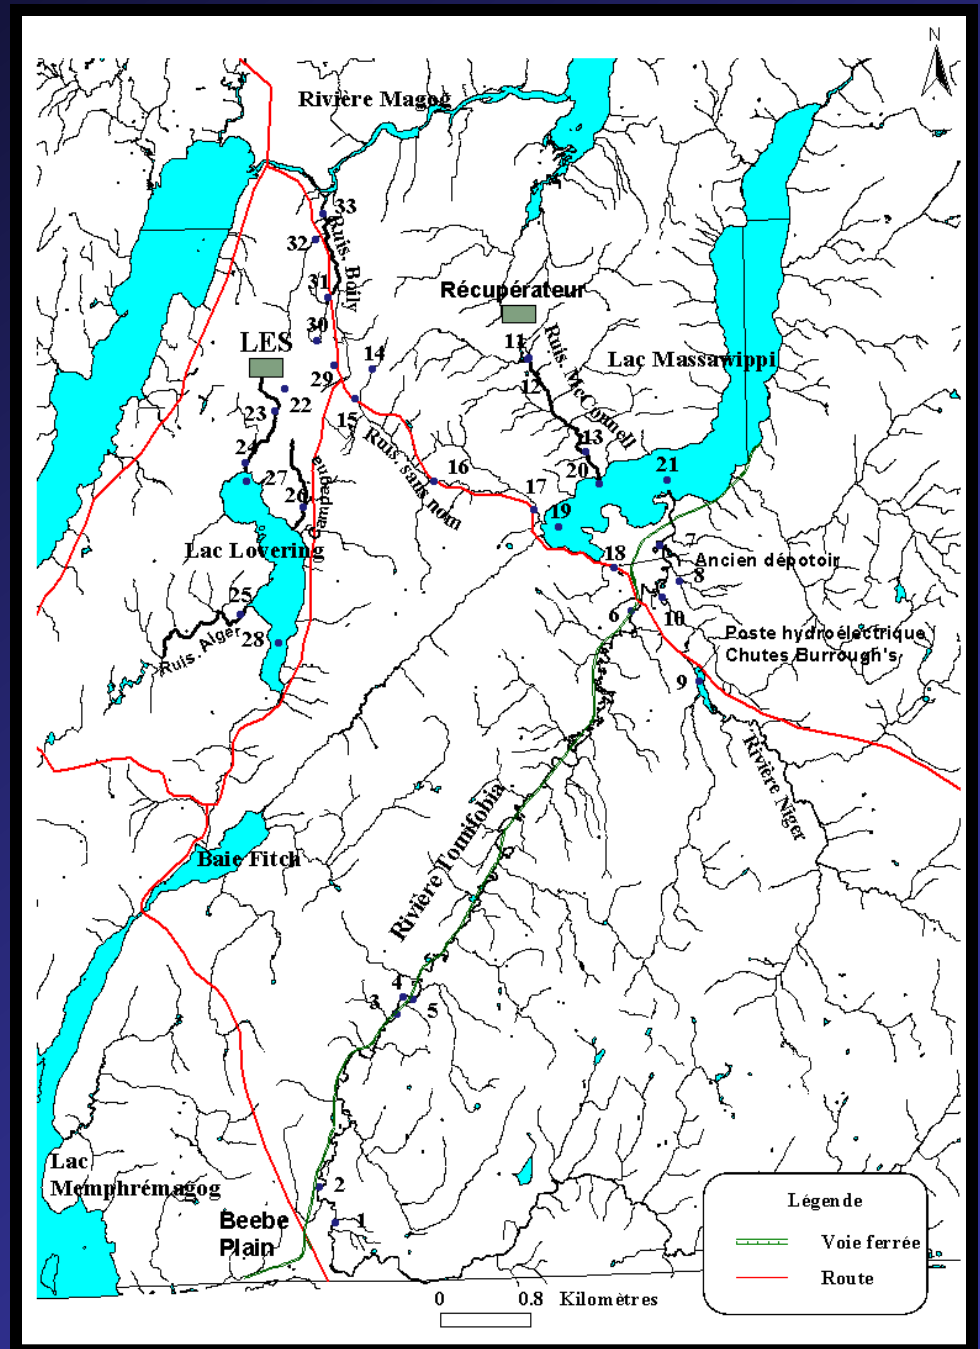 N
Rivière Magog
33
Ruis. Boily
32
31
Récupérateur
30
LES
14
11
Ruis. McConnell
Lac Massawippi
29
12
22
23
15
Ruis. sans nom
13
24
16
20
21
27
17
26
Campagna
19
Lac Lovering
7
18
Ancien dépotoir
8
25
6
10
Ruis. Alger
28
Poste hydroélectrique
Chutes Burrough's
9
Rivière Niger
Rivière Tomifobia
Baie Fitch
4
3
5
Lac
Memphrémagog
2
Beebe
Plain
1
Légende
Voie ferrée
Route
0 0.8 Kilomètres